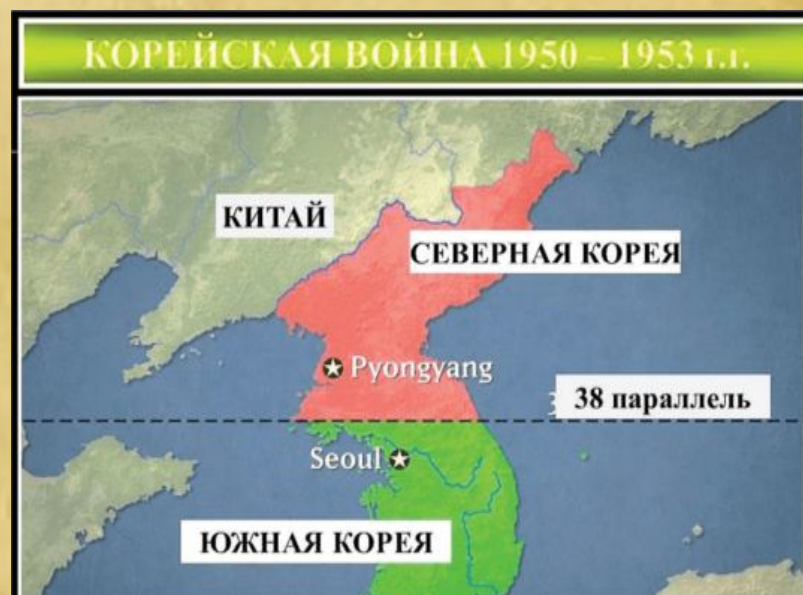 КОРЕЙСКАЯ ВОЙНА 1950 – 1953 г.г.
КИТАЙ
СЕВЕРНАЯ КОРЕЯ
Pyongyang
38 параллель
Seoul
ЮЖНАЯ КОРЕЯ